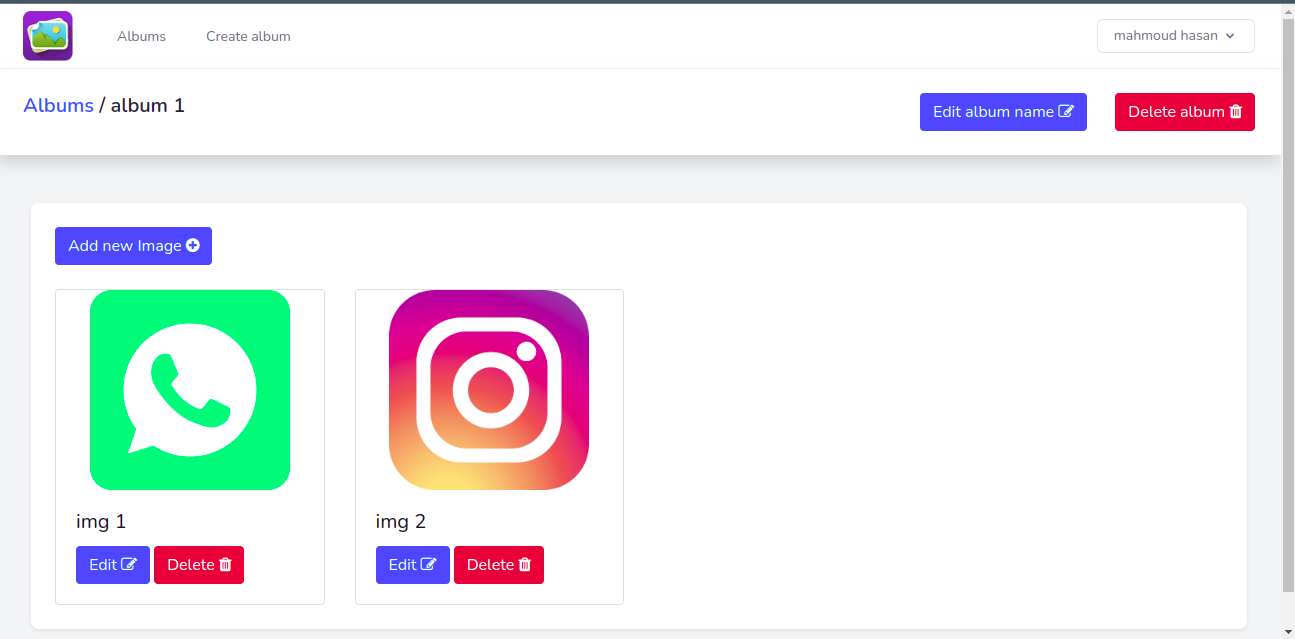 Albums Create album mahmoud hasan
Albums / album 1 Edit album name Delete album
Add new Image
img 1 img 2
Edit Delete Edit Delete